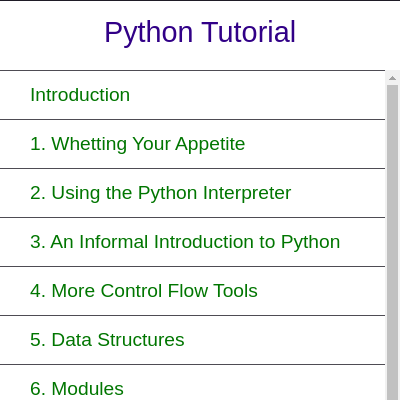 Python Tutorial
Introduction
1. Whetting Your Appetite
2. Using the Python Interpreter
3. An Informal Introduction to Python
4. More Control Flow Tools
5. Data Structures
6. Modules